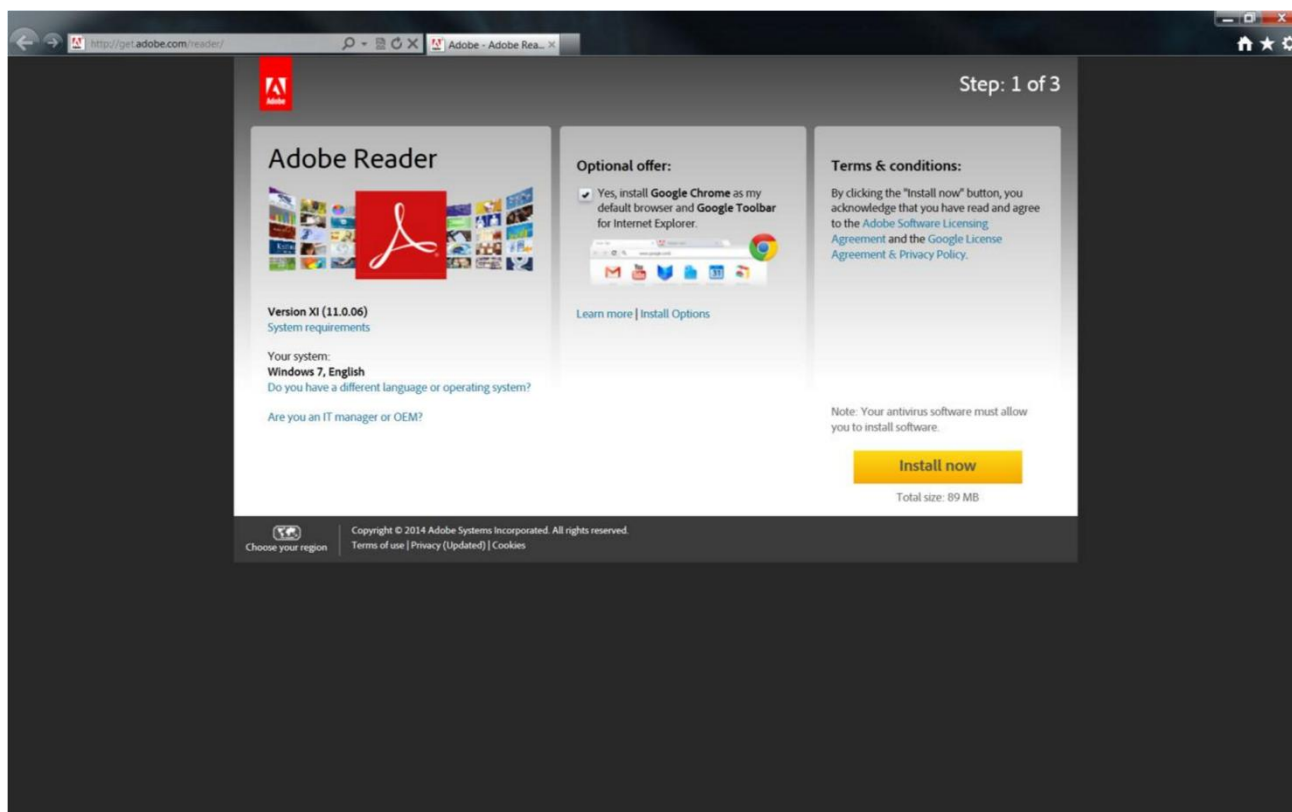 http://get.adobe.com/reader/
Adobe - Adobe Rea...
Adobe
Step: 1 of 3
Adobe Reader
Version XI (11.0.06)
System requirements
Your system:
Windows 7, English
Do you have a different language or operating system?
Are you an IT manager or OEM?
Optional offer:
Yes, install Google Chrome as my
default browser and Google Toolbar
for Internet Explorer.
Learn more | Install Options
Terms & conditions:
By clicking the "Install now" button, you
acknowledge that you have read and agree
to the Adobe Software Licensing
Agreement and the Google License
Agreement & Privacy Policy.
Note: Your antivirus software must allow
you to install software.
Install now
Total size: 89 MB
Choose your region
Copyright © 2014 Adobe Systems Incorporated. All rights reserved.
Terms of use | Privacy (Updated) | Cookies